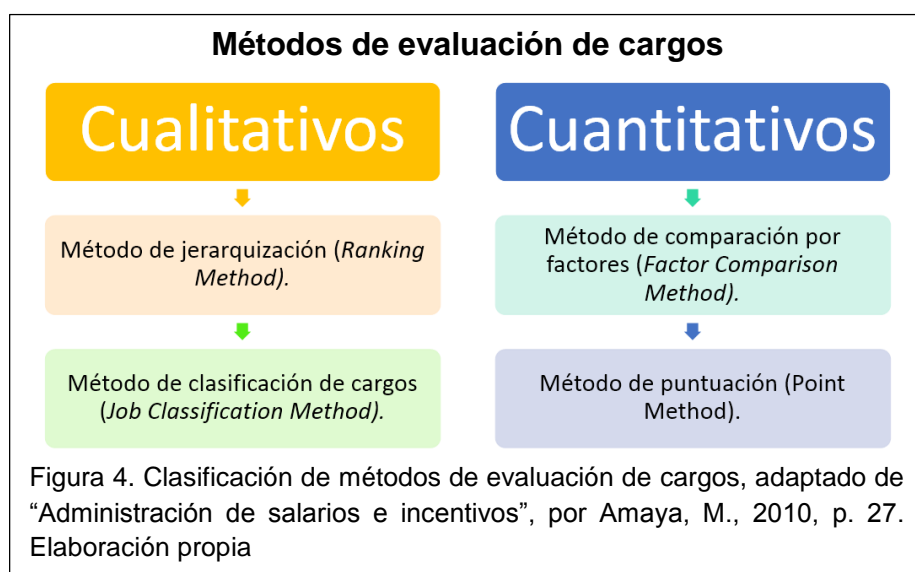 Métodos de evaluación de cargos
Cualitativos
Método de jerarquización (Ranking
Method).
Método de clasificación de cargos
(Job Classification Method).
Cuantitativos
Método de comparación por
factores (Factor Comparison
Method).
Método de puntuación (Point
Method).
Figura 4. Clasificación de métodos de evaluación de cargos, adaptado de
“Administración de salarios e incentivos”, por Amaya, M., 2010, p. 27.
Elaboración propia